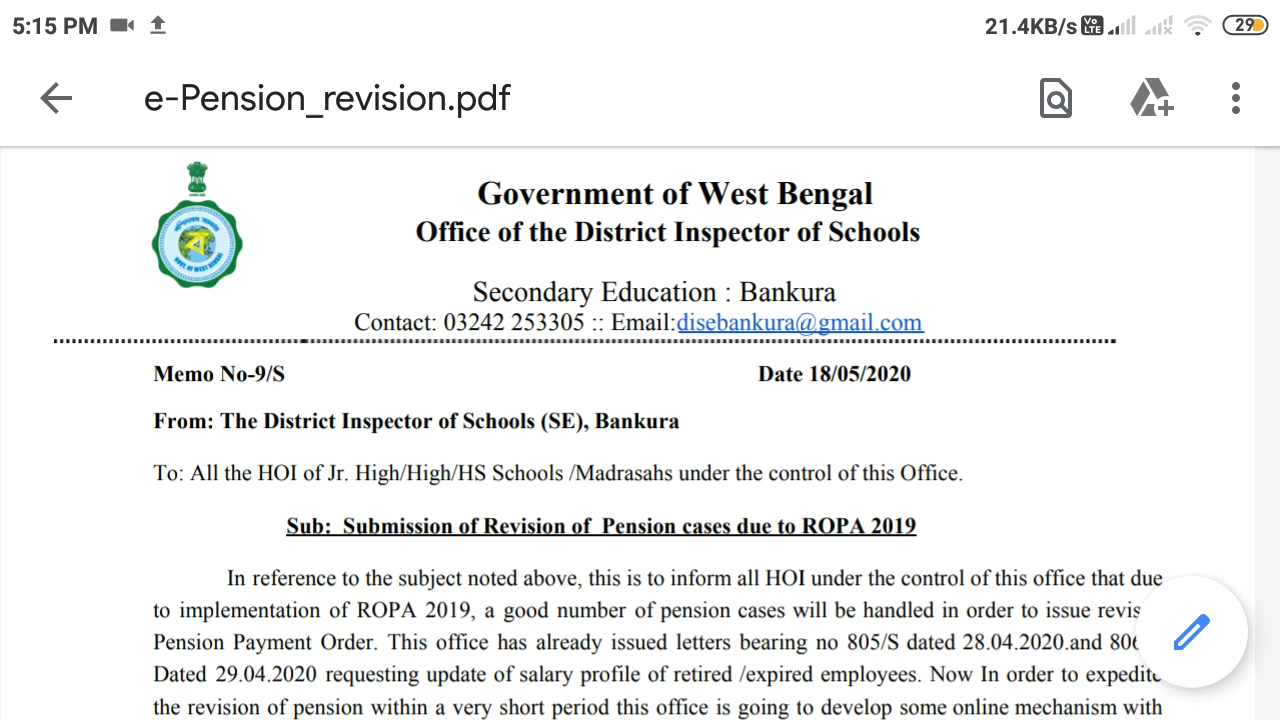 5:15 PM 21.4KB/s Vo LTE 29
e-Pension_revision.pdf
Government of West Bengal
Office of the District Inspector of Schools
Secondary Education : Bankura
Contact: 03242 253305 :: Email:disebankura@gmail.com
Memo No-9/S Date 18/05/2020
From: The District Inspector of Schools (SE), Bankura
To: All the HOI of Jr. High/High/HS Schools /Madrasahs under the control of this Office.
Sub: Submission of Revision of Pension cases due to ROPA 2019
In reference to the subject noted above, this is to inform all HOI under the control of this office that due
to implementation of ROPA 2019, a good number of pension cases will be handled in order to issue
Pension Payment Order. This office has already issued letters bearing no 805/S dated 28.04.2020.and
Dated 29.04.2020 requesting update of salary profile of retired /expired employees. Now In order to expedite
the revision of pension within a very short period this office is going to develop some online mechanism with